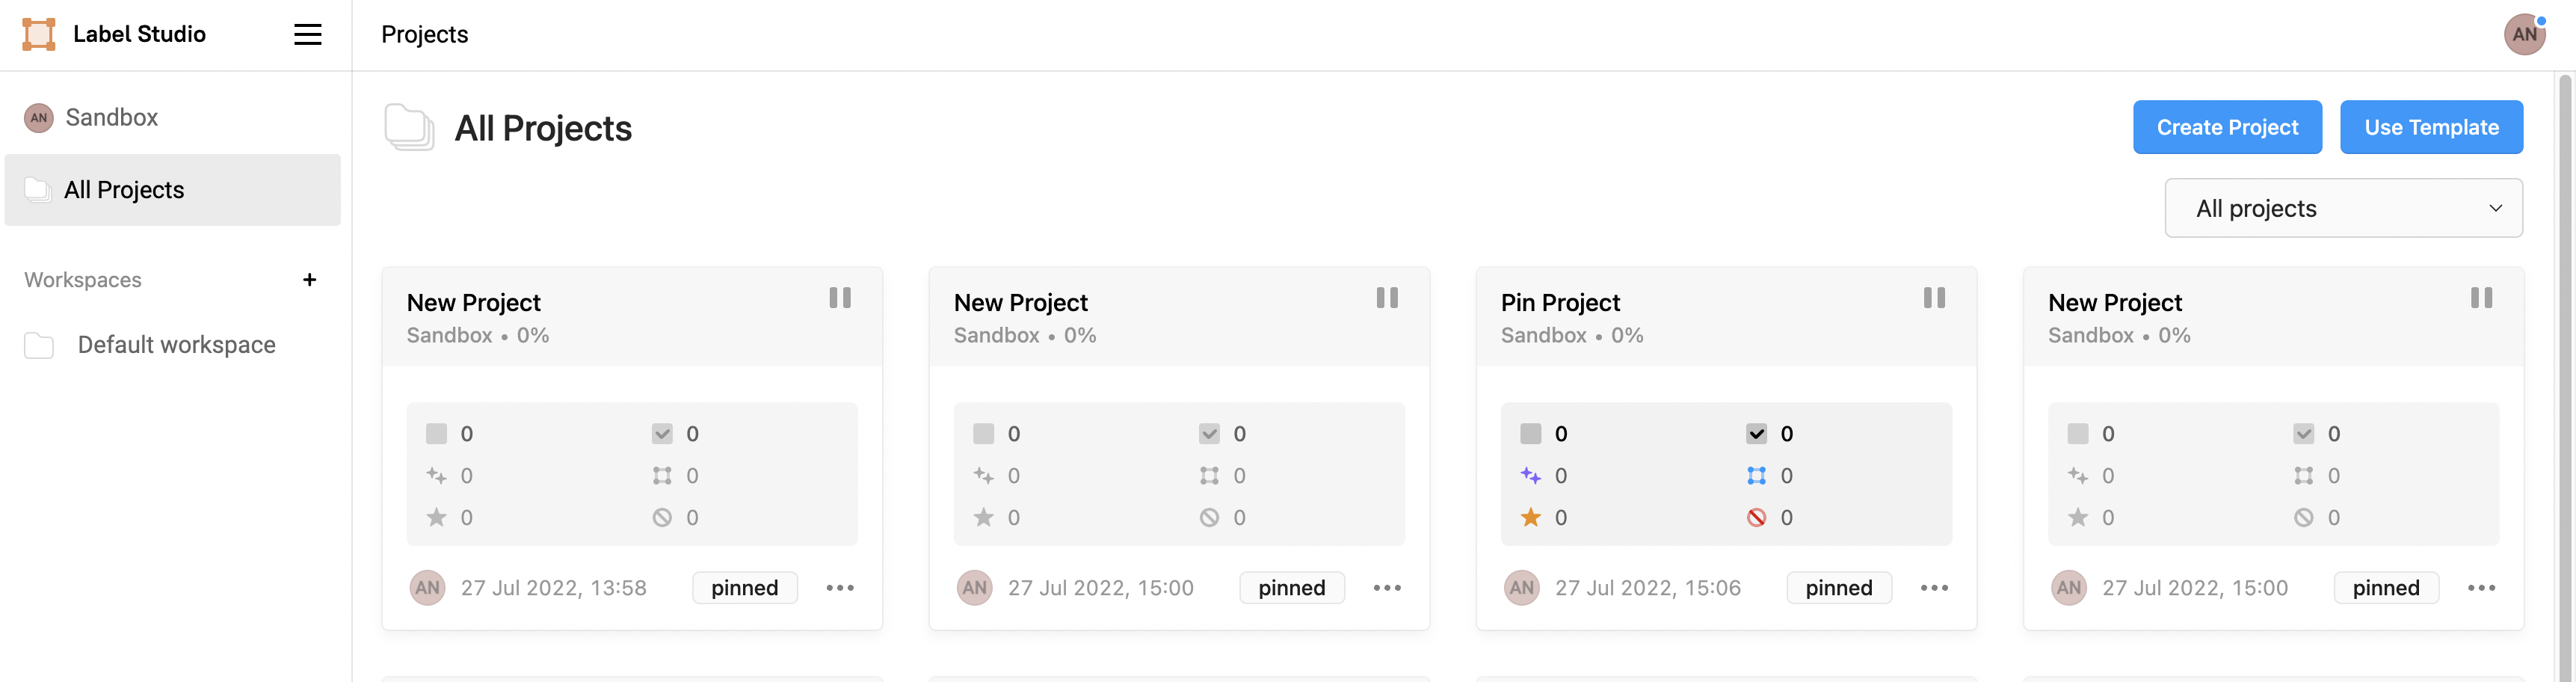 Label Studio
Projects
AN
AN Sandbox
All Projects
Workspaces +
Default workspace
All Projects
Create Project
Use Template
All projects
New Project
Sandbox • 0%
0 0
0 0
0 0
AN 27 Jul 2022, 13:58 pinned
New Project
Sandbox • 0%
0 0
0 0
0 0
AN 27 Jul 2022, 15:00 pinned
Pin Project
Sandbox • 0%
0 0
0 0
0 0
AN 27 Jul 2022, 15:06 pinned
New Project
Sandbox • 0%
0 0
0 0
0 0
AN 27 Jul 2022, 15:00 pinned